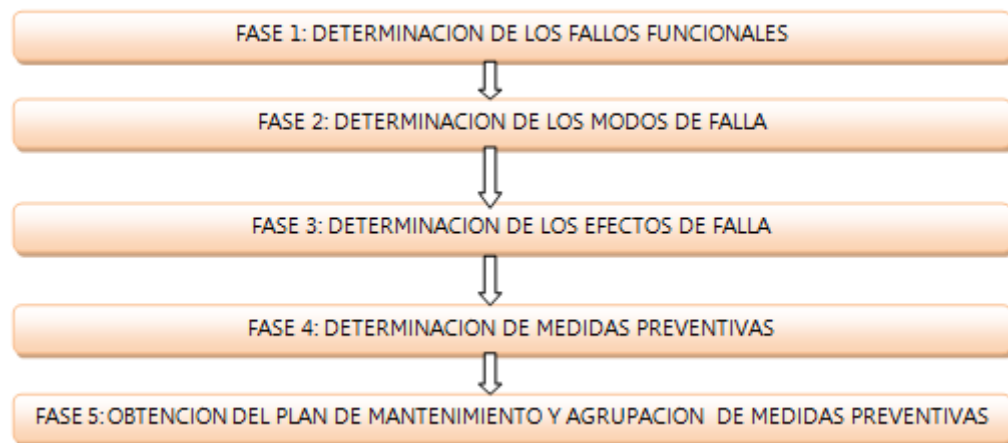 FASE 1: DETERMINACION DE LOS FALLOS FUNCIONALES
FASE 2: DETERMINACION DE LOS MODOS DE FALLA
FASE 3: DETERMINACION DE LOS EFECTOS DE FALLA
FASE 4: DETERMINACION DE MEDIDAS PREVENTIVAS
FASE 5: OBTENCION DEL PLAN DE MANTENIMIENTO Y AGRUPACION DE MEDIDAS PREVENTIVAS